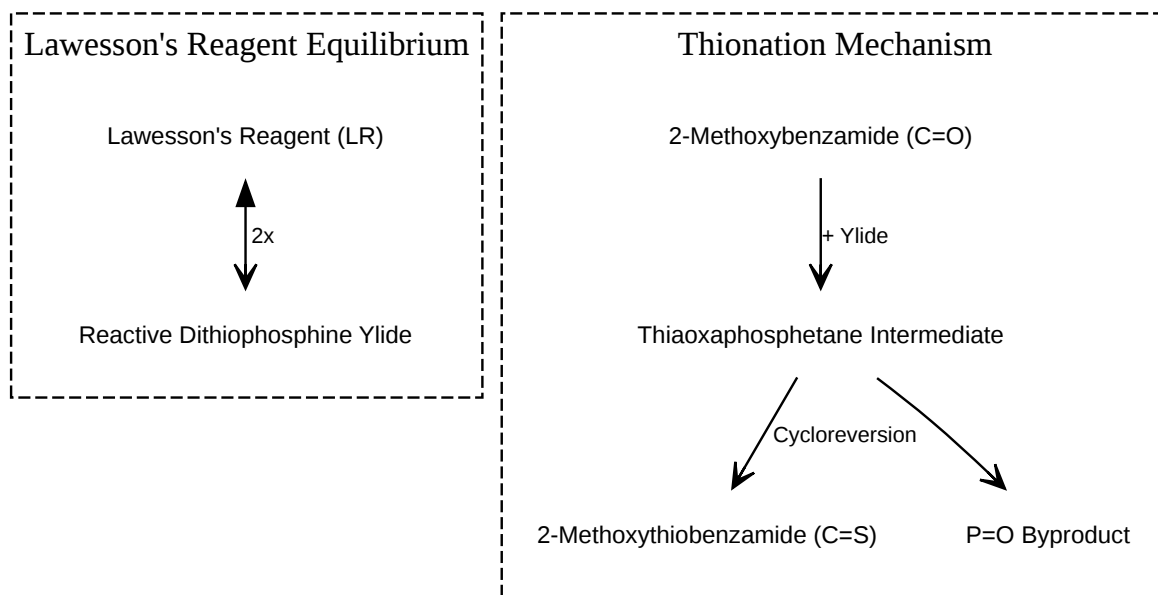 Lawesson's Reagent Equilibrium
Lawesson's Reagent (LR)
2x
Reactive Dithiophosphine Ylide
Thionation Mechanism
2-Methoxybenzamide (C=O)
+ Ylide
Thiaoxaphosphetane Intermediate
Cycloreversion
2-Methoxythiobenzamide (C=S)
P=O Byproduct